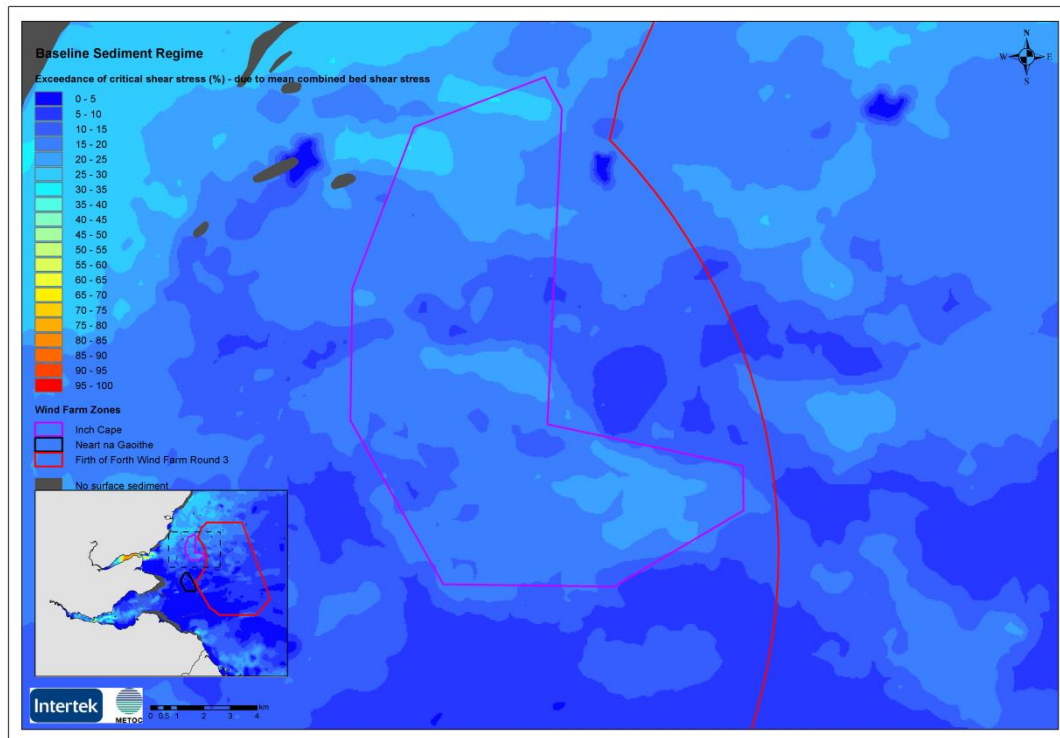 Baseline Sediment Regime
Exceedance of critical shear stress (%) - due to mean combined bed shear stress
0 - 5
5 - 10
10 - 15
15 - 20
20 - 25
25 - 30
30 - 35
35 - 40
40 - 45
45 - 50
50 - 55
55 - 60
60 - 65
65 - 70
70 - 75
75 - 80
80 - 85
85 - 90
90 - 95
95 - 100
Wind Farm Zones
Inch Cape
Neart na Gaoithe
Firth of Forth Wind Farm Round 3
No surface sediment
N
W E
S
Intertek
METOC
km
0 0.5 1 2 3 4